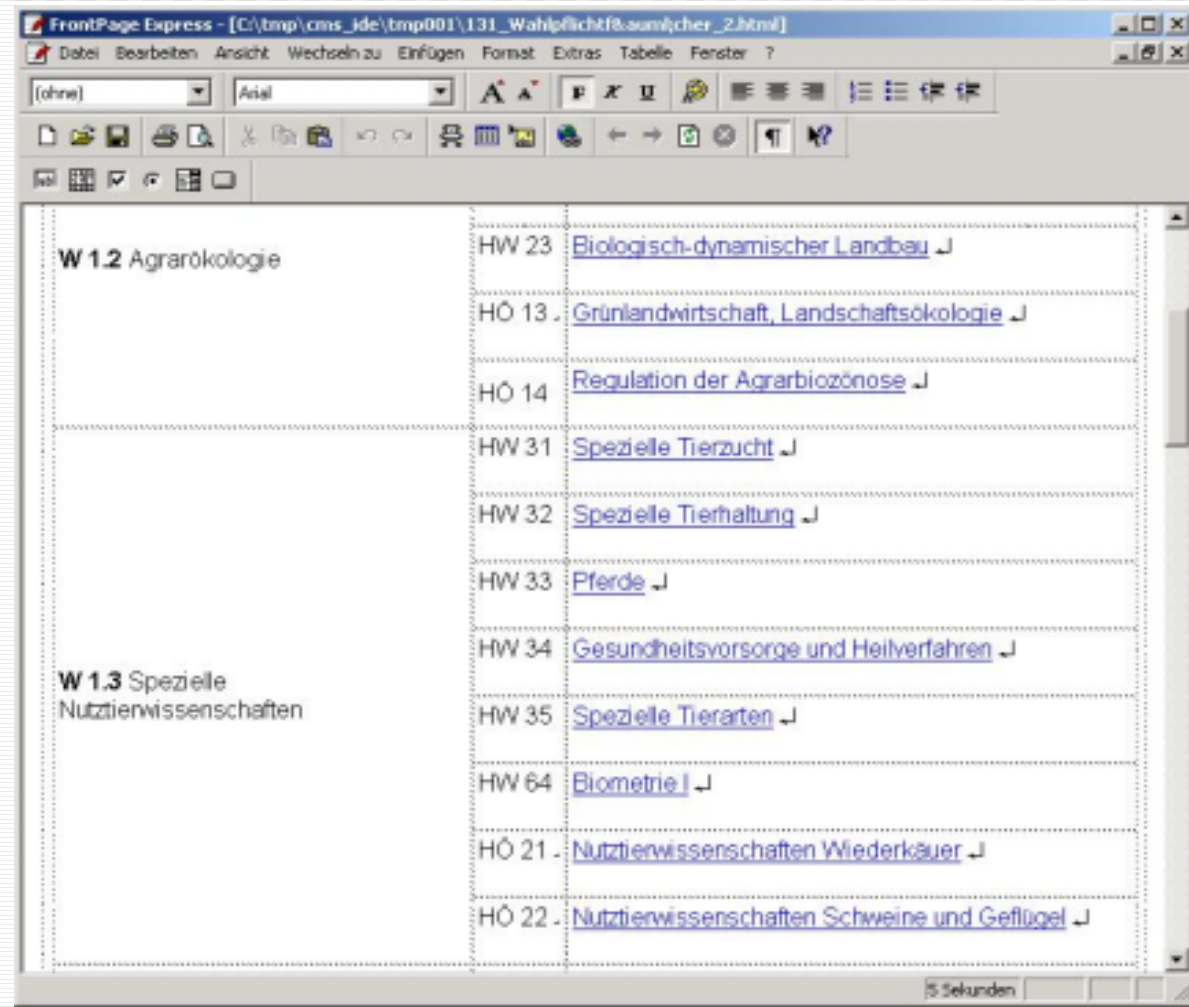 FrontPage Express - [C:\tmp\cms_ide\tmp001\131_Wahlpflichtf&auml;cher_2.html]
Datei Bearbeiten Ansicht Wechseln zu Einfügen Format Extras Tabelle Fenster ?
(ohne) Arial
W 1.2 Agrarökologie
HW 23 Biologisch-dynamischer Landbau
HÖ 13 Grünlandwirtschaft, Landschaftsökologie
HÖ 14 Regulation der Agrarbiozönose
HW 31 Spezielle Tierzucht
HW 32 Spezielle Tierhaltung
HW 33 Pferde
HW 34 Gesundheitsvorsorge und Heilverfahren
W 1.3 Spezielle
Nutztierwissenschaften
HW 35 Spezielle Tierarten
HW 64 Biometrie I
HÖ 21 Nutztierwissenschaften Wiederkäuer
HÖ 22 Nutztierwissenschaften Schweine und Geflügel
5 Sekunden